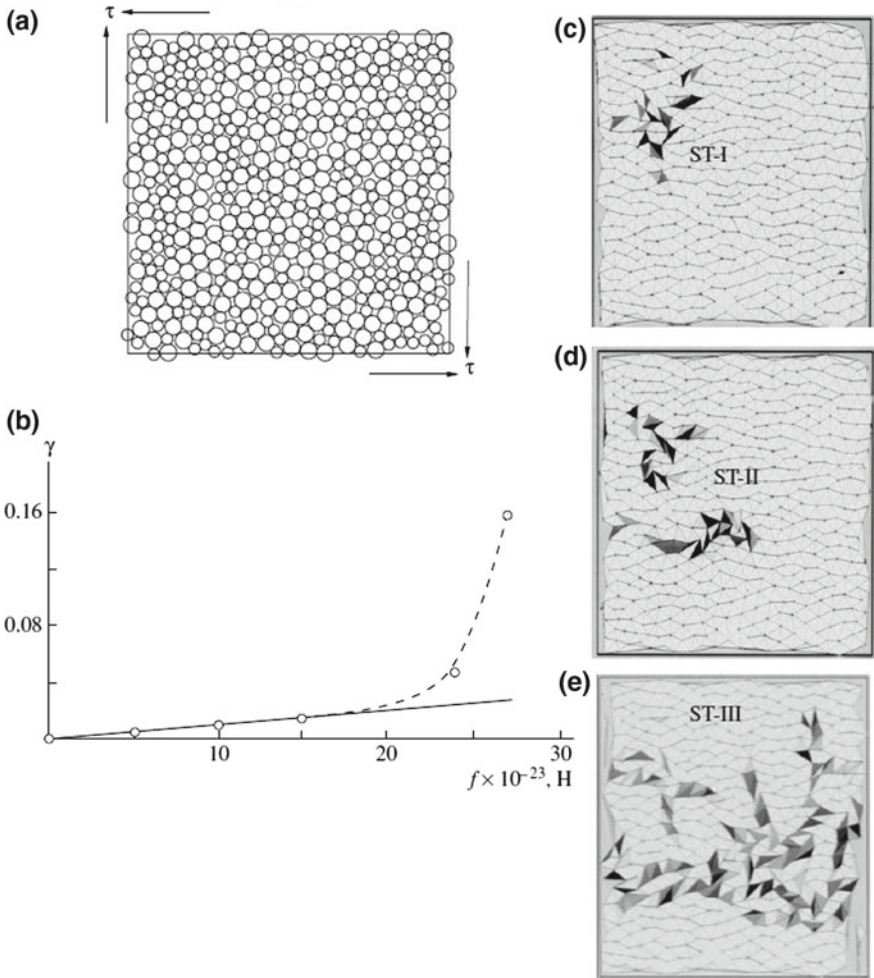 (a)
τ
τ
(b)
γ
0.16
0.08
10
20
30
f × 10⁻²³, H
(c)
ST-I
(d)
ST-II
(e)
ST-III